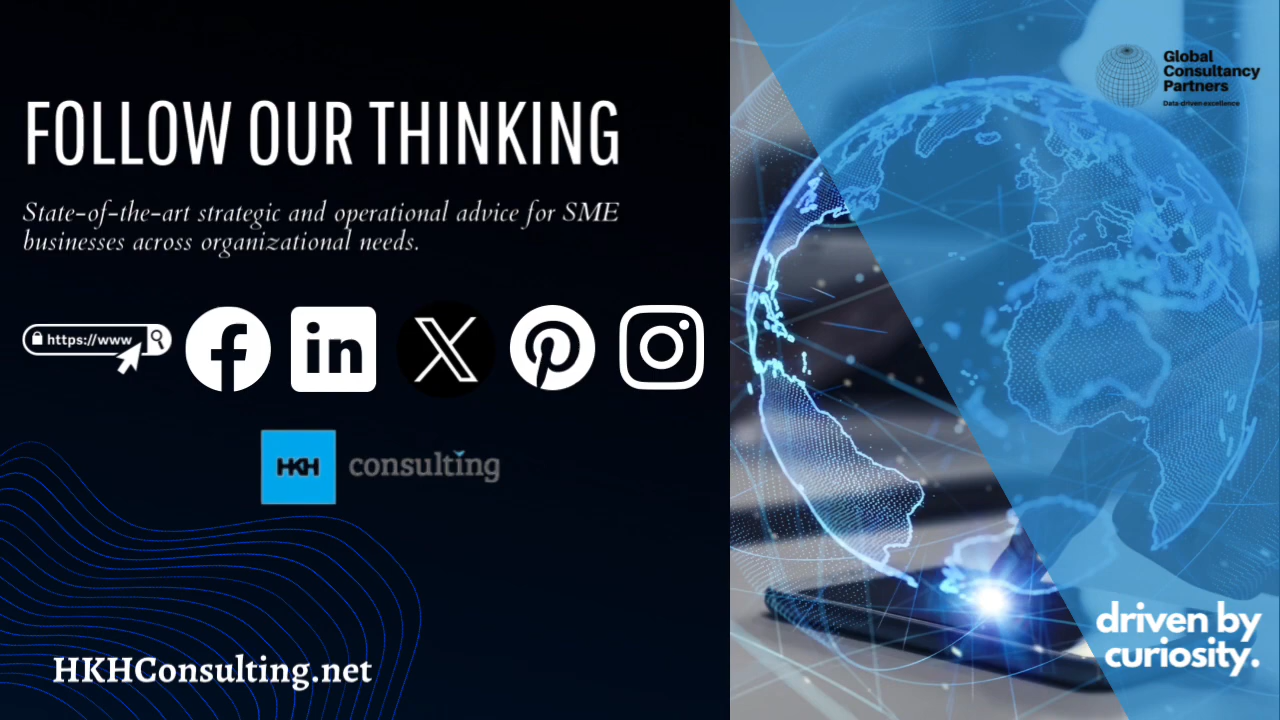 FOLLOW OUR THINKING
State-of-the-art strategic and operational advice for SME
businesses across organizational needs.
https://www
in
X
HKH consulting
HKHConsulting.net
Global
Consultancy
Partners
Data-driven excellence
driven by
curiosity.